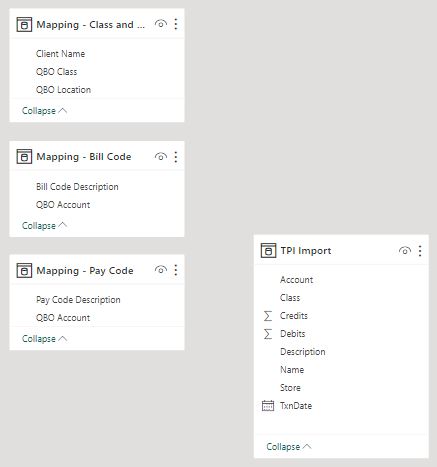 Mapping - Class and ...
Client Name
QBO Class
QBO Location
Collapse
Mapping - Bill Code
Bill Code Description
QBO Account
Collapse
Mapping - Pay Code
Pay Code Description
QBO Account
Collapse
TPI Import
Account
Class
Σ Credits
Σ Debits
Description
Name
Store
TxnDate
Collapse